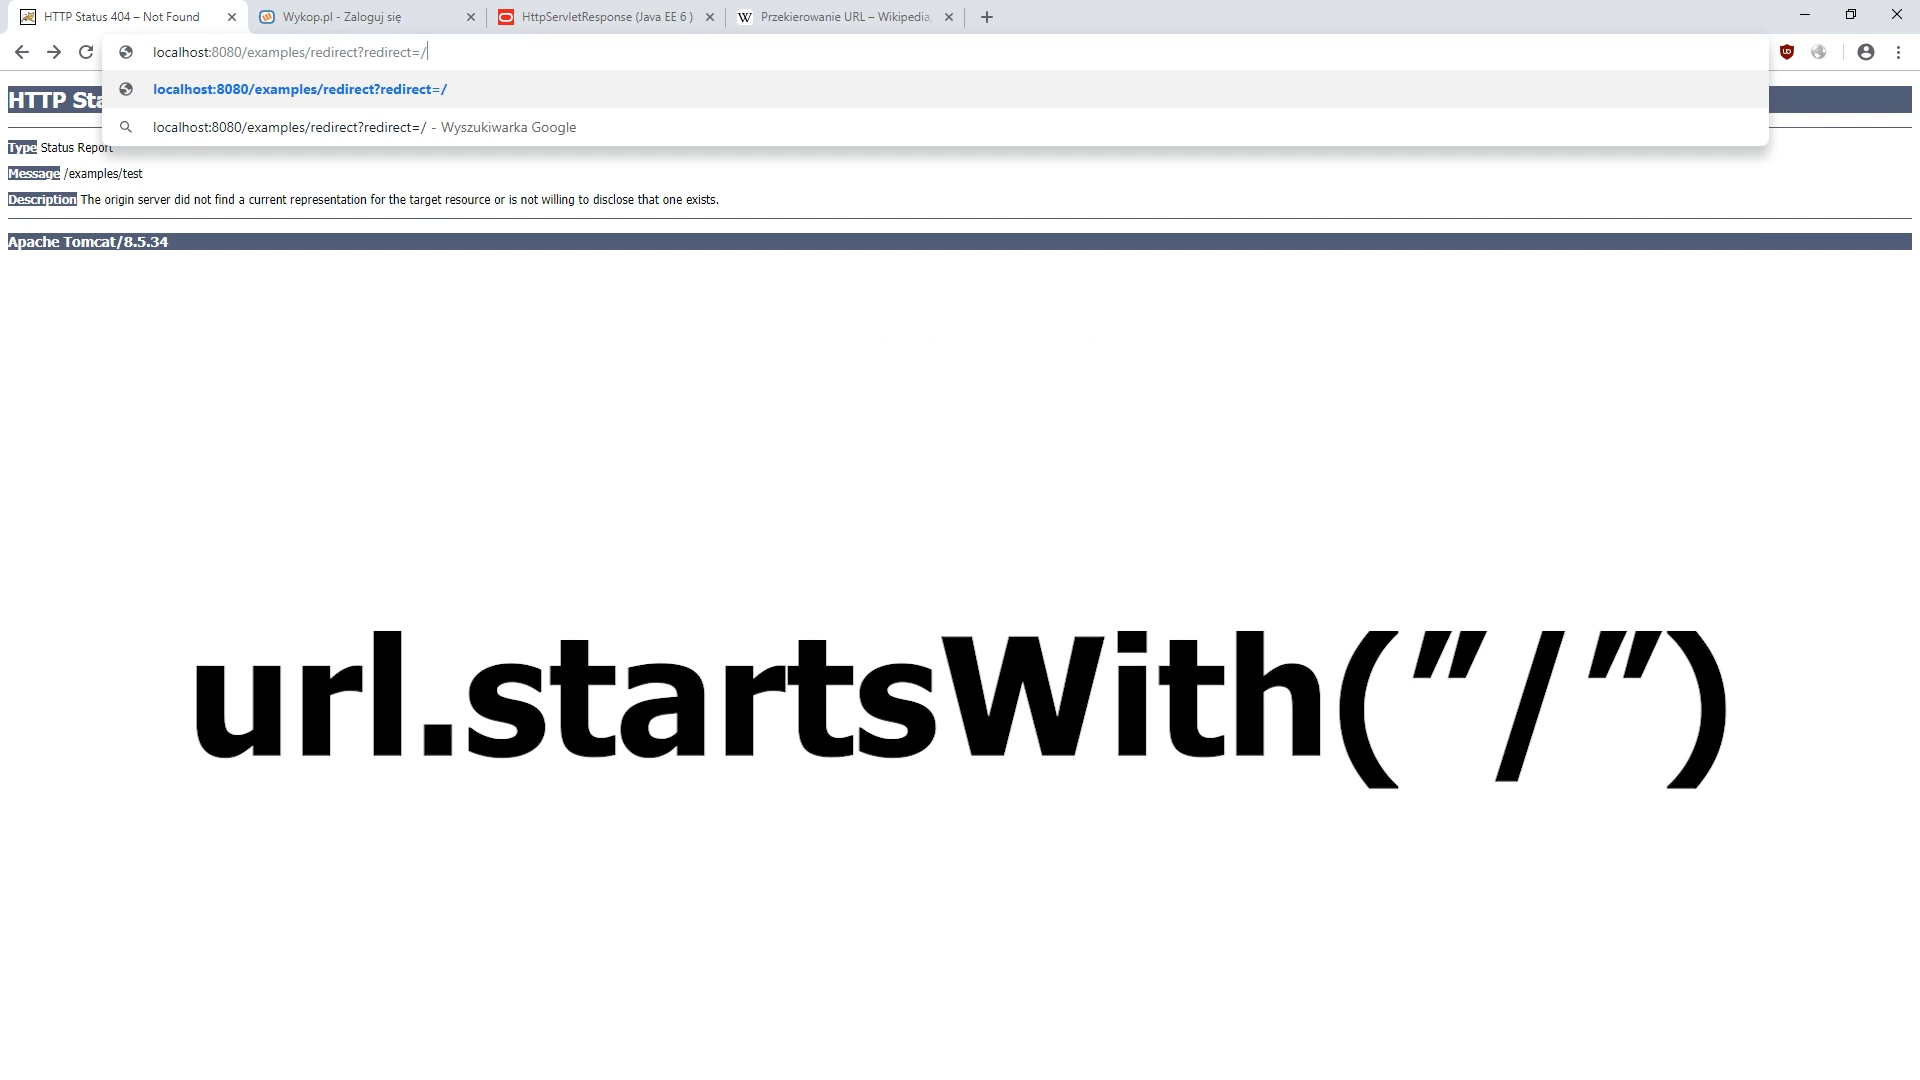 HTTP Status 404 – Not Found
Wykop.pl - Zaloguj się
HttpServletResponse (Java EE 6 )
Przekierowanie URL – Wikipedia,
localhost:8080/examples/redirect?redirect=/
localhost:8080/examples/redirect?redirect=/
localhost:8080/examples/redirect?redirect=/ - Wyszukiwarka Google
HTTP Sta
Type Status Report
Message /examples/test
Description The origin server did not find a current representation for the target resource or is not willing to disclose that one exists.
Apache Tomcat/8.5.34
url.startsWith("/")